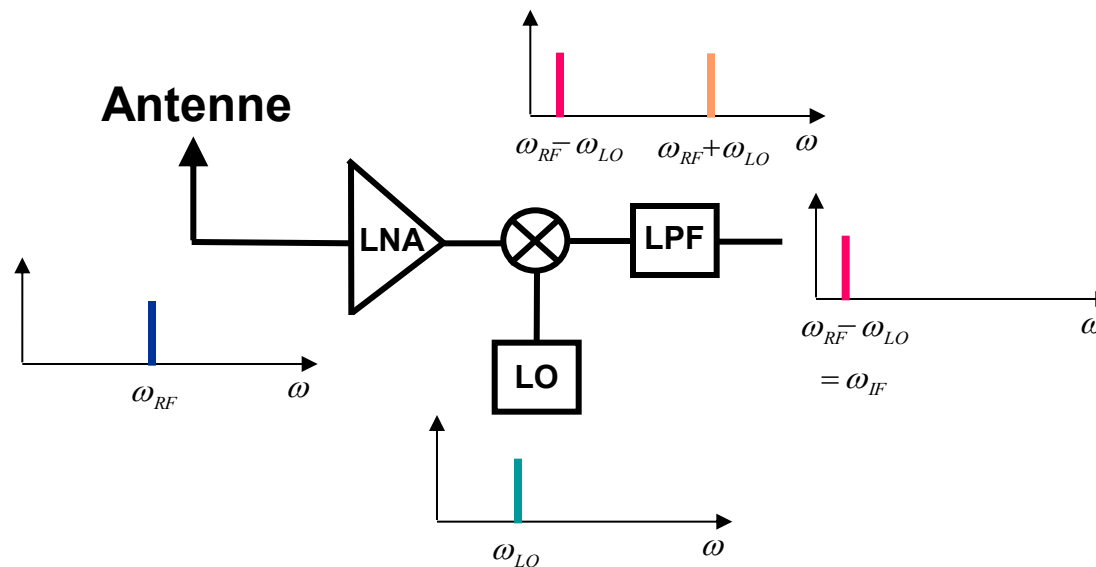 ω_RF − ω_LO
ω_RF + ω_LO
ω
Antenne
LNA
LPF
ω_RF
ω
LO
ω_RF − ω_LO
= ω_IF
ω
ω_LO
ω